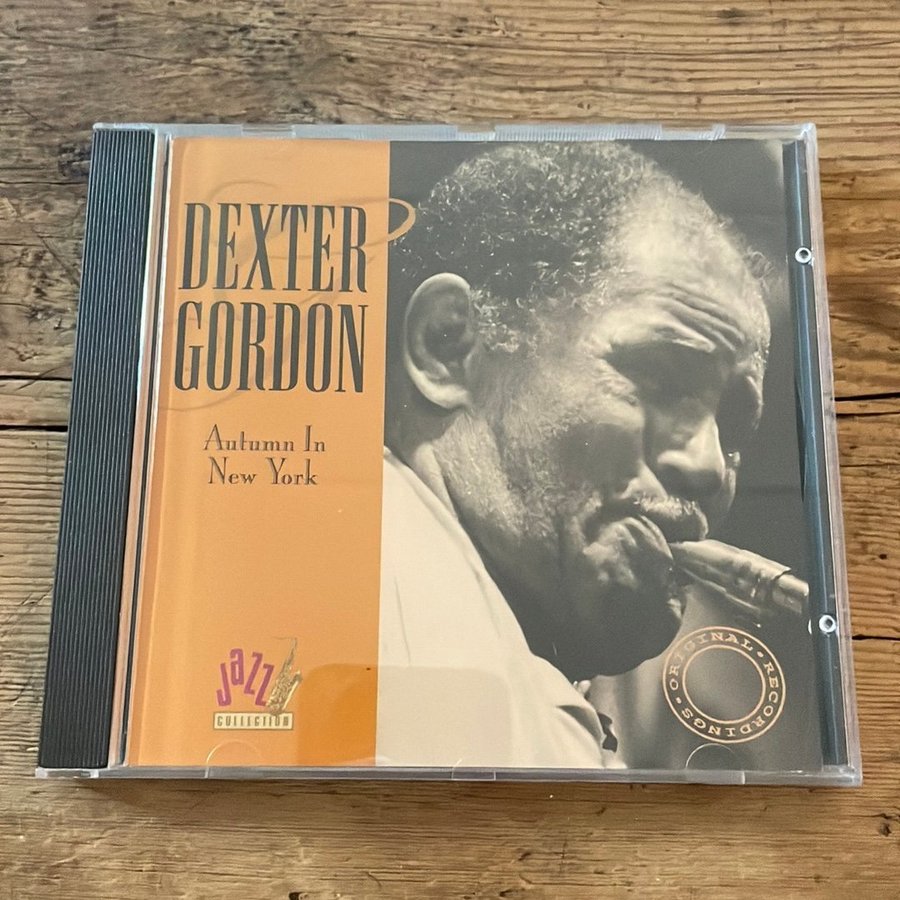 DEXTER
GORDON
Autumn In
New York
Jazz
COLLECTION
ORIGINAL • RECORDINGS •